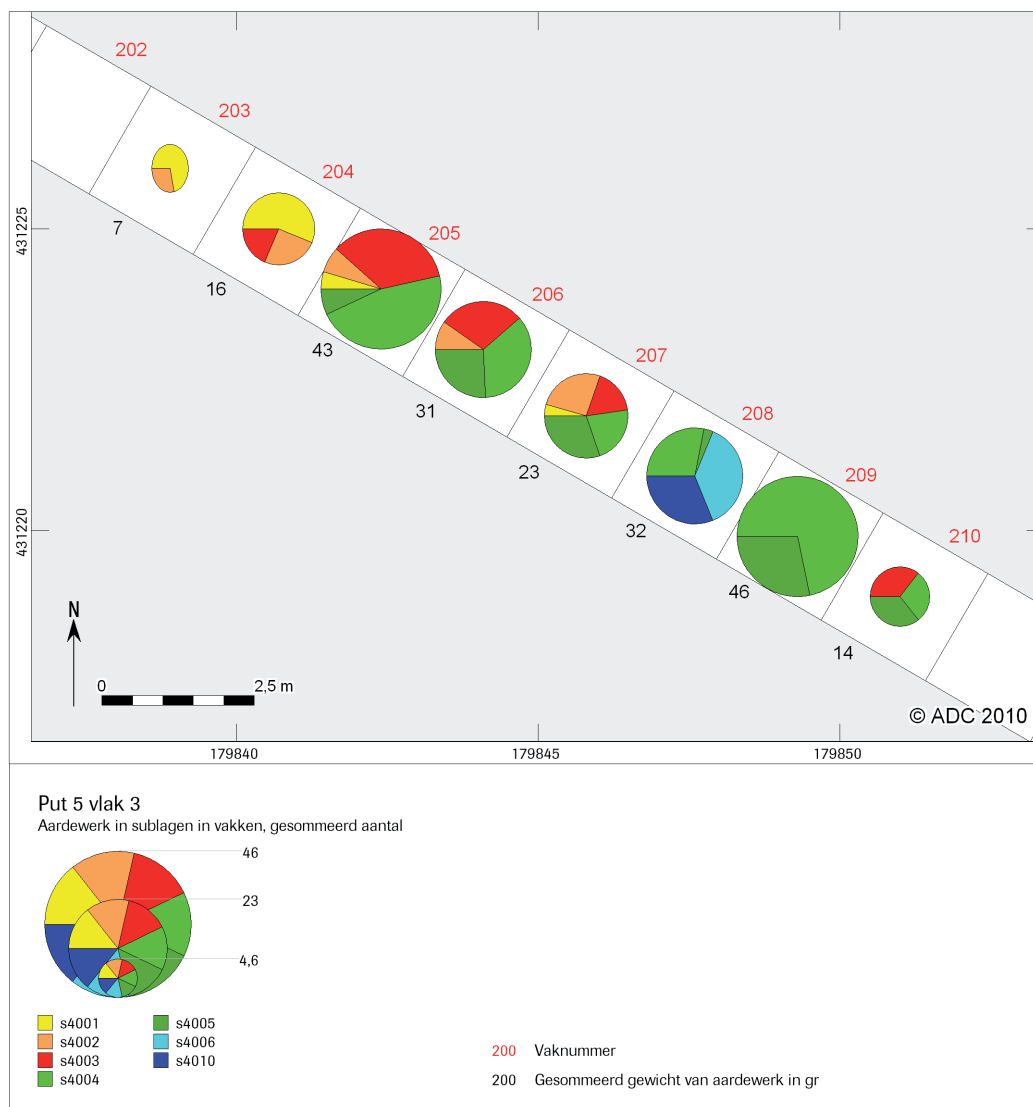 202
203
204
205
206
207
208
209
210
7
16
43
31
23
32
46
14
431225
431220
N
0 2,5 m
© ADC 2010
179840 179845 179850
Put 5 vlak 3
Aardewerk in sublagen in vakken, gesommeerd aantal
46
23
4,6
s4001 s4005
s4002 s4006
s4003 s4010
s4004
200 Vaknummer
200 Gesommeerd gewicht van aardewerk in gr